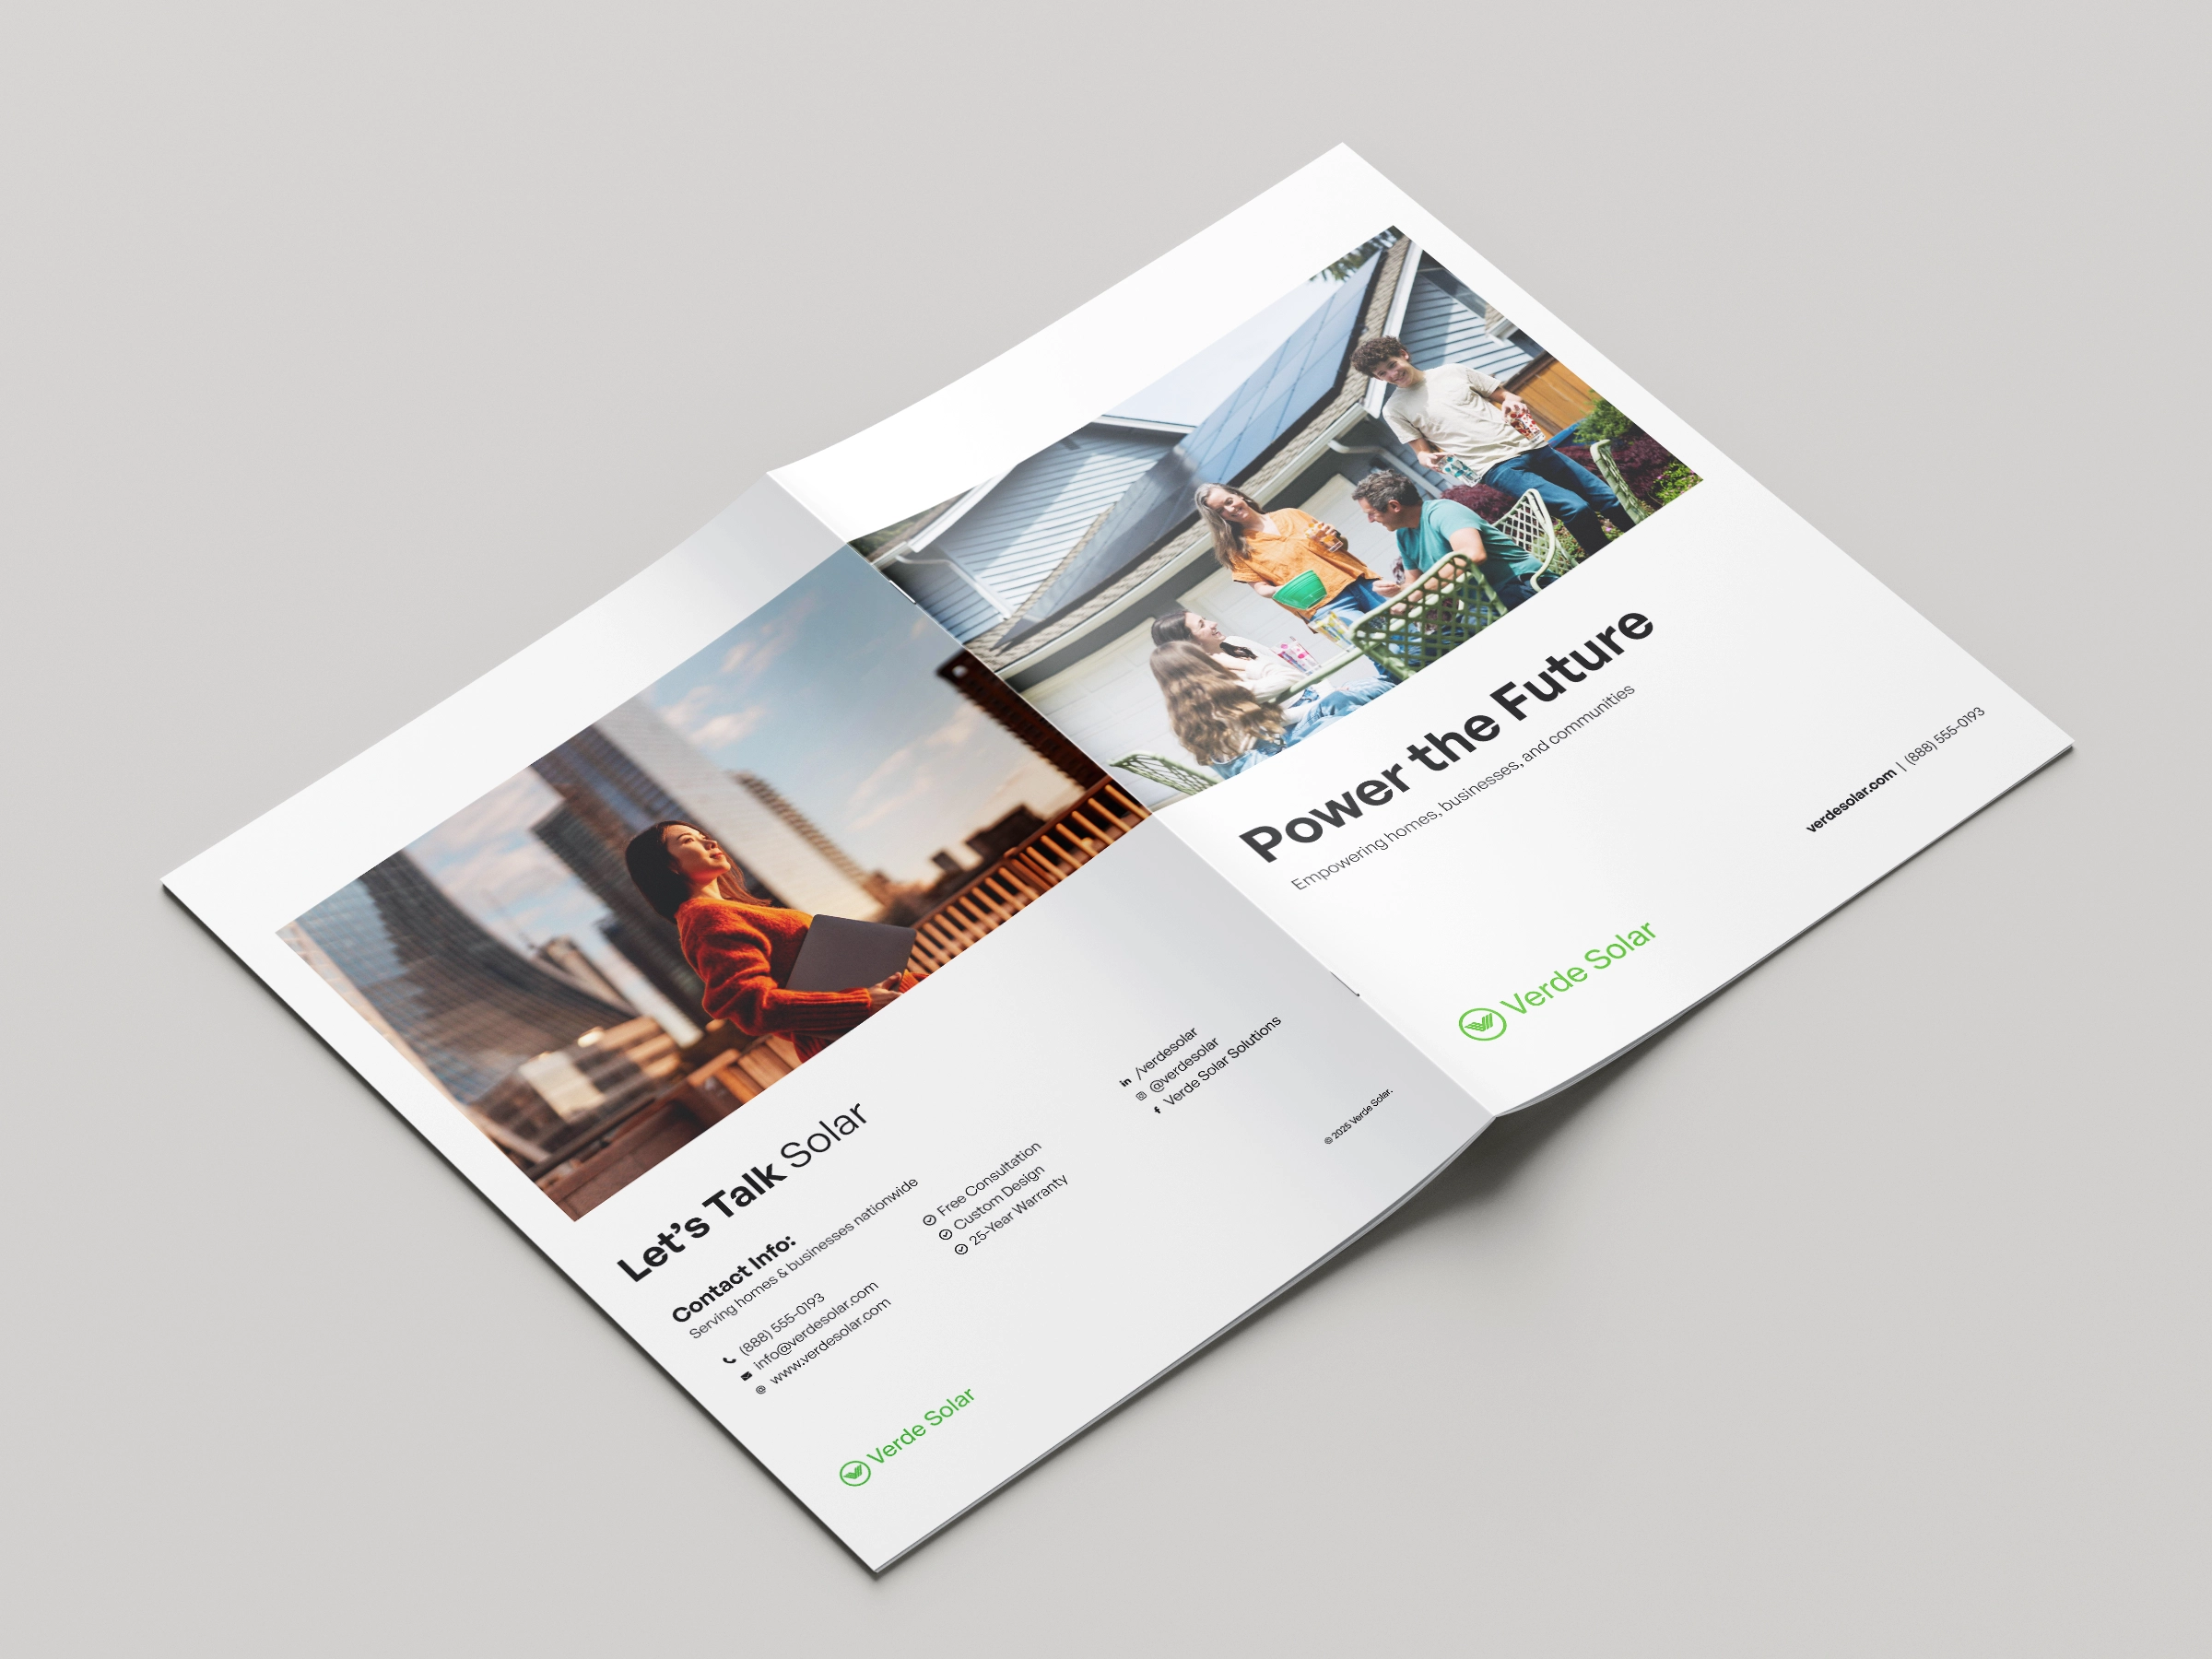 Power the Future
Empowering homes, businesses, and communities
Verde Solar
verdesolar.com | (888) 555-0193
Let's Talk Solar
Contact Info:
Serving homes & businesses nationwide
(888) 555-0193
info@verdesolar.com
www.verdesolar.com
Free Consultation
Custom Design
25-Year Warranty
in /verdesolar
@verdesolar
f Verde Solar Solutions
© 2025 Verde Solar.
Verde Solar